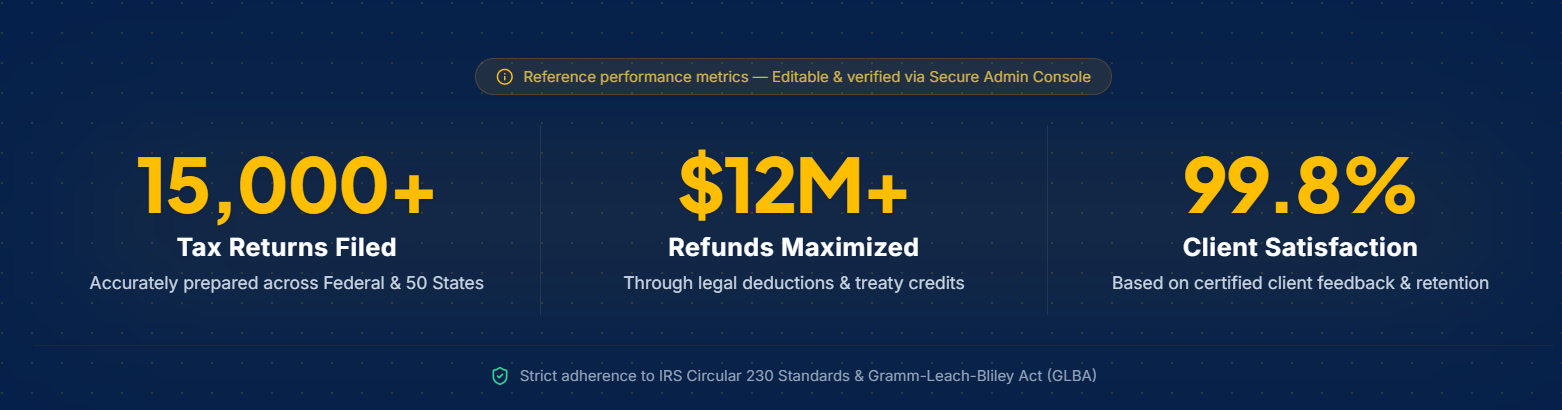 Reference performance metrics — Editable & verified via Secure Admin Console
15,000+
Tax Returns Filed
Accurately prepared across Federal & 50 States
$12M+
Refunds Maximized
Through legal deductions & treaty credits
99.8%
Client Satisfaction
Based on certified client feedback & retention
Strict adherence to IRS Circular 230 Standards & Gramm-Leach-Bliley Act (GLBA)